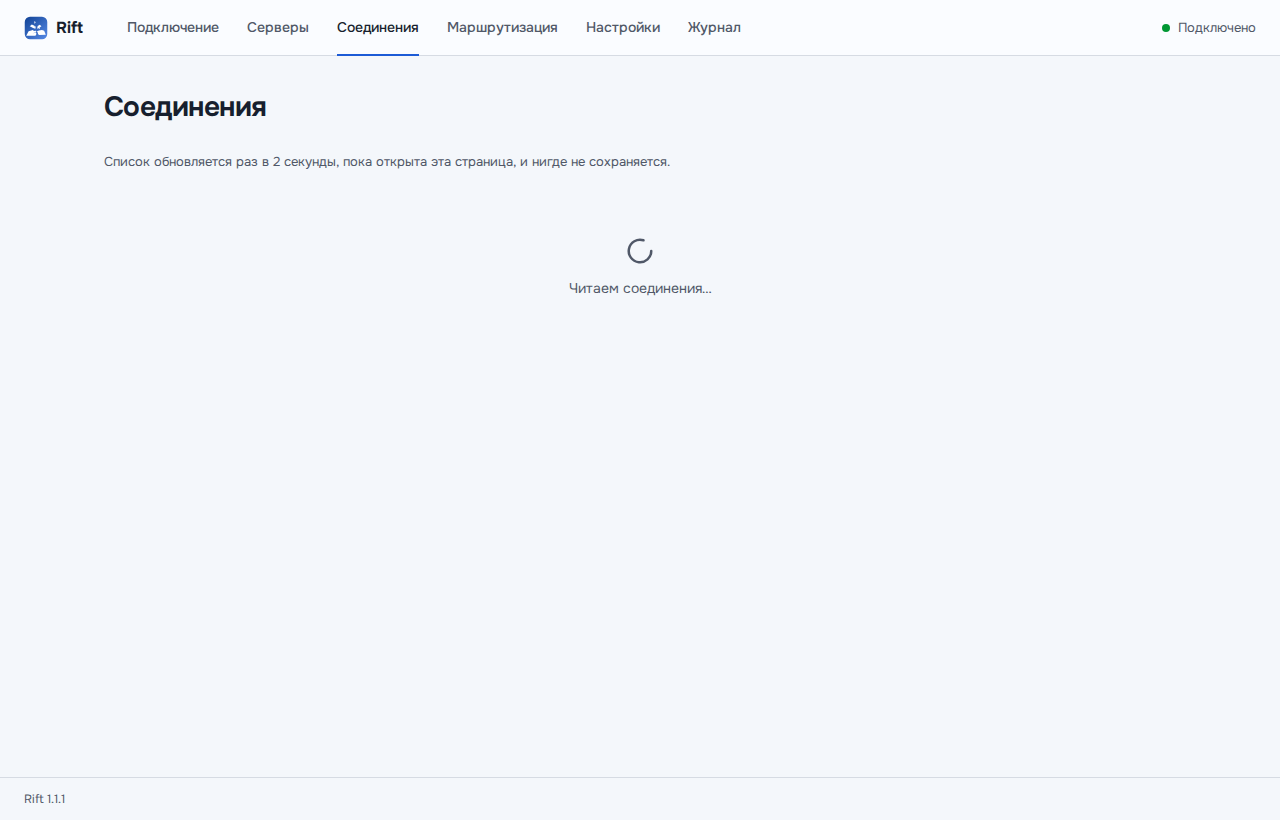 Rift
Подключение
Серверы
Соединения
Маршрутизация
Настройки
Журнал
Подключено
Соединения
Список обновляется раз в 2 секунды, пока открыта эта страница, и нигде не сохраняется.
Читаем соединения...
Rift 1.1.1